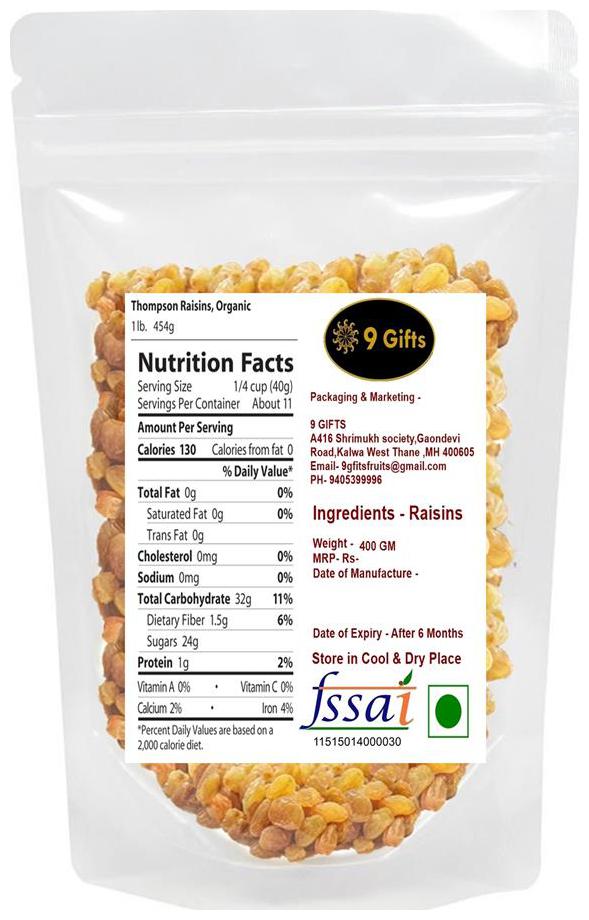 Thompson Raisins, Organic
1 lb. 454g
Nutrition Facts
Serving Size 1/4 cup (40g)
Servings Per Container About 11
Amount Per Serving
Calories 130 Calories from fat 0
% Daily Value*
Total Fat 0g 0%
Saturated Fat 0g 0%
Trans Fat 0g
Cholesterol 0mg 0%
Sodium 0mg 0%
Total Carbohydrate 32g 11%
Dietary Fiber 1.5g 6%
Sugars 24g
Protein 1g 2%
Vitamin A 0% • Vitamin C 0%
Calcium 2% • Iron 4%
*Percent Daily Values are based on a
2,000 calorie diet.
9 Gifts
Packaging & Marketing -
9 GIFTS
A416 Shrimukh society,Gaondevi
Road,Kalwa West Thane ,MH 400605
Email- 9gfitsfruits@gmail.com
PH- 9405399996
Ingredients - Raisins
Weight - 400 GM
MRP- Rs-
Date of Manufacture -
Date of Expiry - After 6 Months
Store in Cool & Dry Place
fssai
11515014000030